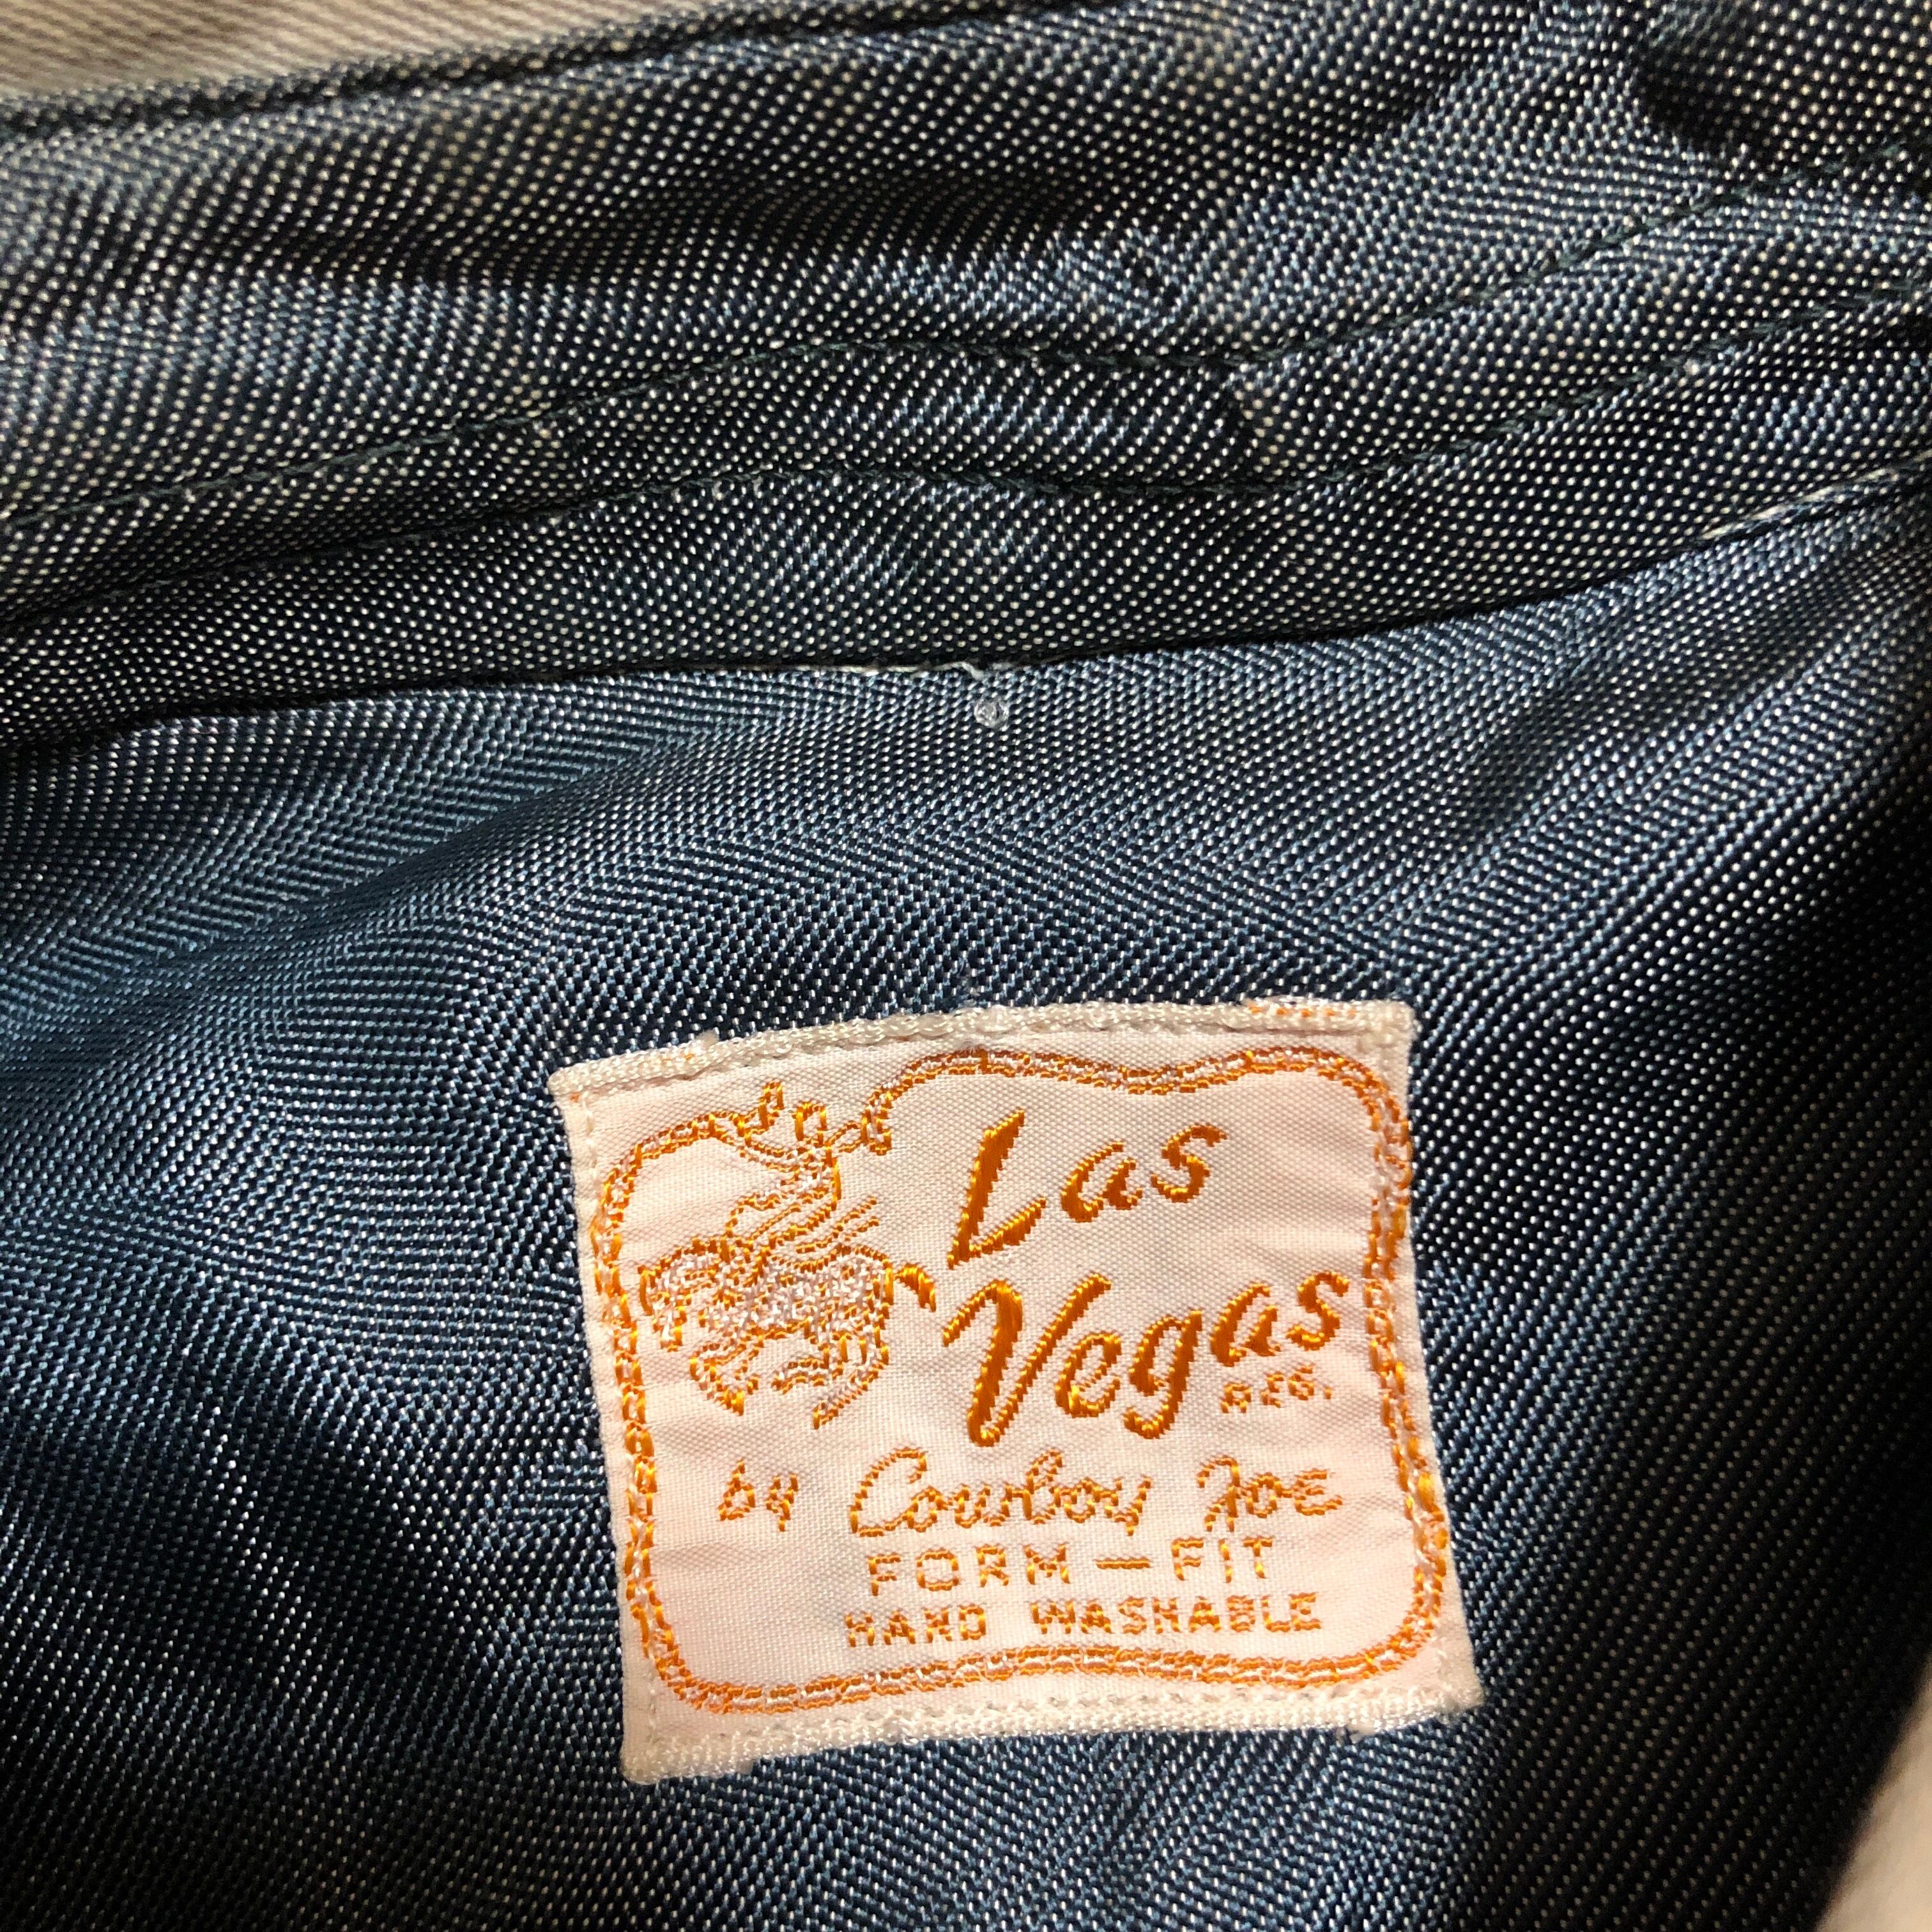 Las
Vegas
REG.
by Cowboy Joe
FORM-FIT
HAND WASHABLE